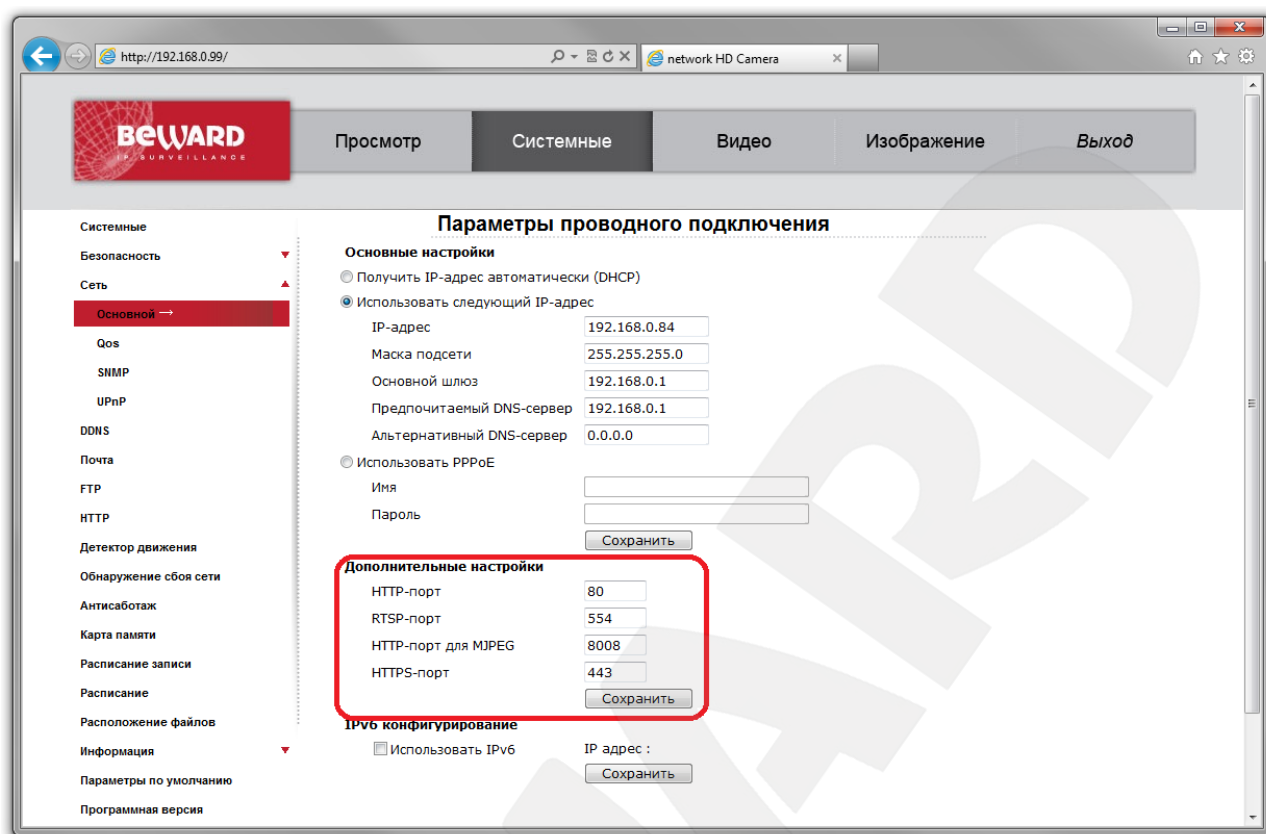 http://192.168.0.99/
network HD Camera
BEWARD
IP SURVEILLANCE
Просмотр
Системные
Видео
Изображение
Выход
Системные
Безопасность
Сеть
Основной →
Qos
SNMP
UPnP
DDNS
Почта
FTP
HTTP
Детектор движения
Обнаружение сбоя сети
Антисаботаж
Карта памяти
Расписание записи
Расписание
Расположение файлов
Информация
Параметры по умолчанию
Программная версия
Параметры проводного подключения
Основные настройки
Получить IP-адрес автоматически (DHCP)
Использовать следующий IP-адрес
IP-адрес 192.168.0.84
Маска подсети 255.255.255.0
Основной шлюз 192.168.0.1
Предпочитаемый DNS-сервер 192.168.0.1
Альтернативный DNS-сервер 0.0.0.0
Использовать PPPoE
Имя
Пароль
Сохранить
Дополнительные настройки
HTTP-порт 80
RTSP-порт 554
HTTP-порт для MJPEG 8008
HTTPS-порт 443
Сохранить
IPv6 конфигурирование
Использовать IPv6 IP адрес :
Сохранить
WARD